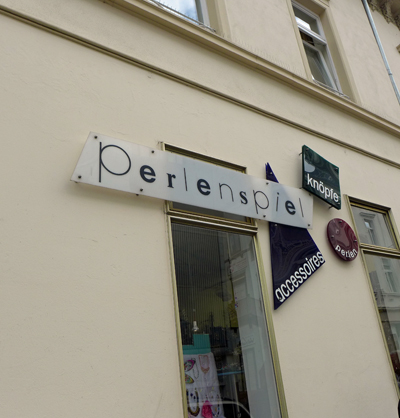 perlenspiel
knöpfe
perlen
accessoires